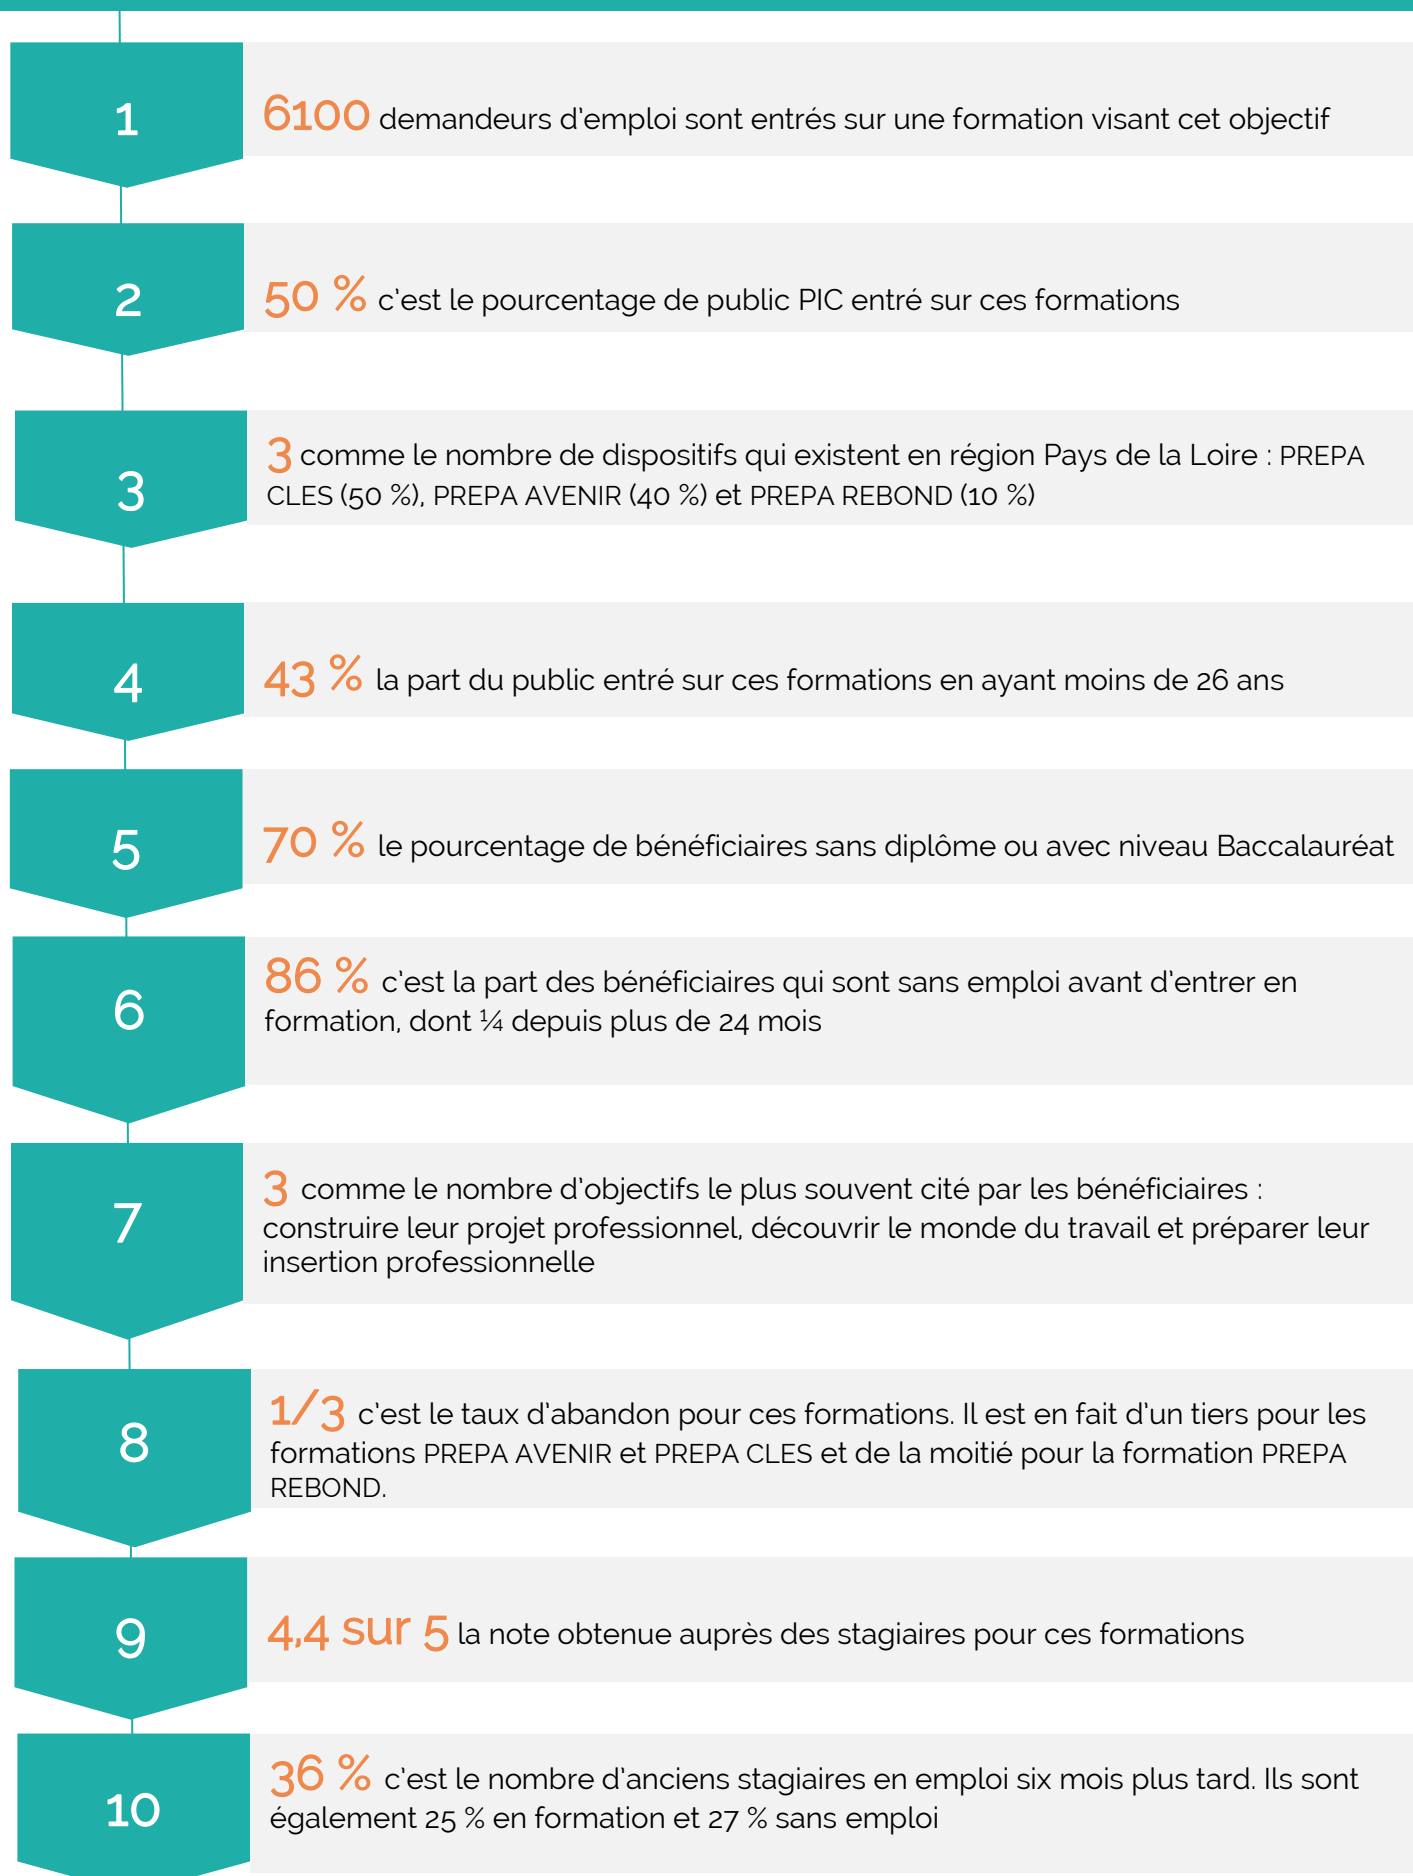 1
6100 demandeurs d'emploi sont entrés sur une formation visant cet objectif
2
50 % c'est le pourcentage de public PIC entré sur ces formations
3
3 comme le nombre de dispositifs qui existent en région Pays de la Loire : PREPA
CLES (50 %), PREPA AVENIR (40 %) et PREPA REBOND (10 %)
4
43 % la part du public entré sur ces formations en ayant moins de 26 ans
5
70 % le pourcentage de bénéficiaires sans diplôme ou avec niveau Baccalauréat
6
86 % c'est la part des bénéficiaires qui sont sans emploi avant d'entrer en
formation, dont ¼ depuis plus de 24 mois
7
3 comme le nombre d'objectifs le plus souvent cité par les bénéficiaires :
construire leur projet professionnel, découvrir le monde du travail et préparer leur
insertion professionnelle
8
1/3 c'est le taux d'abandon pour ces formations. Il est en fait d'un tiers pour les
formations PREPA AVENIR et PREPA CLES et de la moitié pour la formation PREPA
REBOND.
9
4,4 sur 5 la note obtenue auprès des stagiaires pour ces formations
10
36 % c'est le nombre d'anciens stagiaires en emploi six mois plus tard. Ils sont
également 25 % en formation et 27 % sans emploi